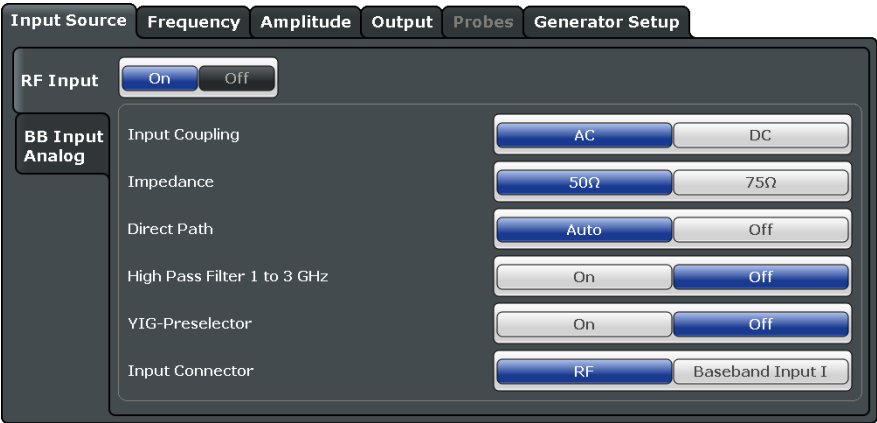 Input Source Frequency Amplitude Output Probes Generator Setup
RF Input On Off
BB Input
Analog
Input Coupling AC DC
Impedance 50Ω 75Ω
Direct Path Auto Off
High Pass Filter 1 to 3 GHz On Off
YIG-Preselector On Off
Input Connector RF Baseband Input I